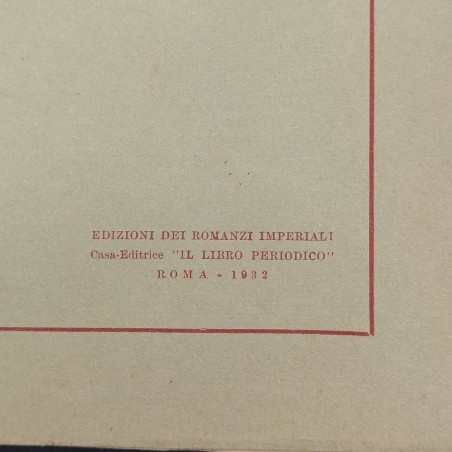 EDIZIONI DEI ROMANZI IMPERIALI
Casa-Editrice "IL LIBRO PERIODICO"
ROMA - 1932